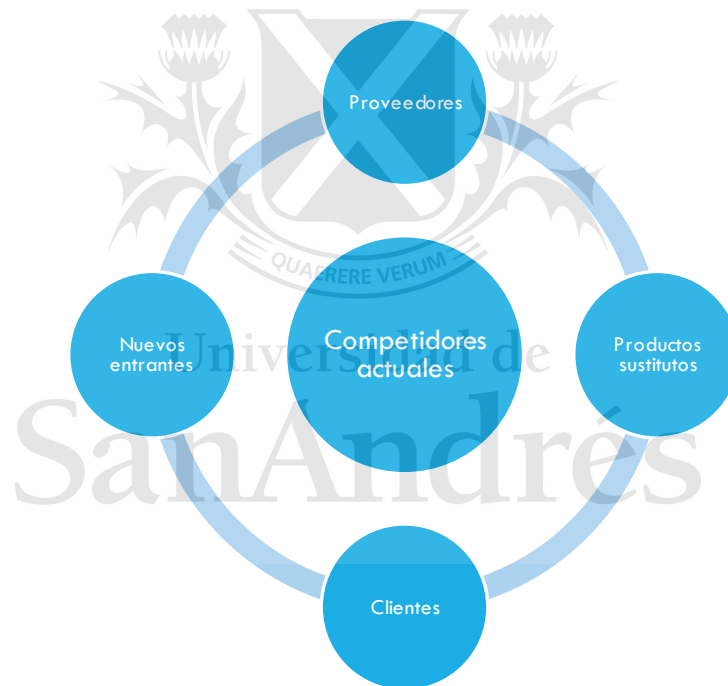 Proveedores
QUAERERE VERUM
Competidores
actuales
Nuevos
entrantes
Productos
sustitutos
Universidad de
SanAndrés
Clientes